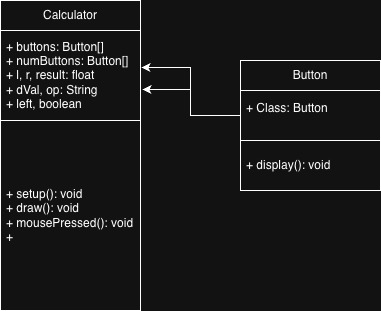 Calculator
+ buttons: Button[]
+ numButtons: Button[]
+ l, r, result: float
+ dVal, op: String
+ left, boolean
+ setup(): void
+ draw(): void
+ mousePressed(): void
+
Button
+ Class: Button
+ display(): void